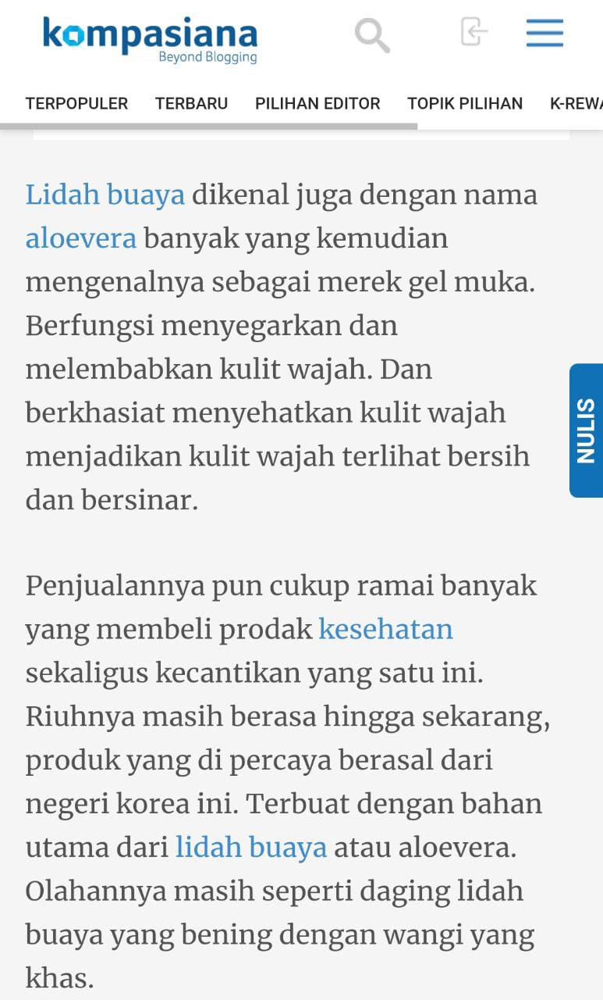 kompasiana
Beyond Blogging
TERPOPULER TERBARU PILIHAN EDITOR TOPIK PILIHAN K-REWA
Lidah buaya dikenal juga dengan nama
aloevera banyak yang kemudian
mengenalnya sebagai merek gel muka.
Berfungsi menyegarkan dan
melembabkan kulit wajah. Dan
berkhasiat menyehatkan kulit wajah
menjadikan kulit wajah terlihat bersih
dan bersinar.
NULIS
Penjualannya pun cukup ramai banyak
yang membeli prodak kesehatan
sekaligus kecantikan yang satu ini.
Riuhnya masih berasa hingga sekarang,
produk yang di percaya berasal dari
negeri korea ini. Terbuat dengan bahan
utama dari lidah buaya atau aloevera.
Olahannya masih seperti daging lidah
buaya yang bening dengan wangi yang
khas.